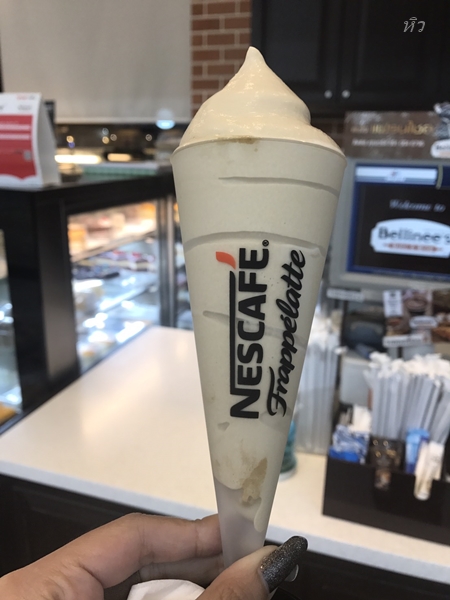 หิว
NESCAFÉ®
Frappelatte
Welcome to
Bellinee's